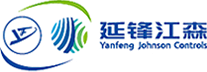 延锋江森
Yanfeng Johnson Controls